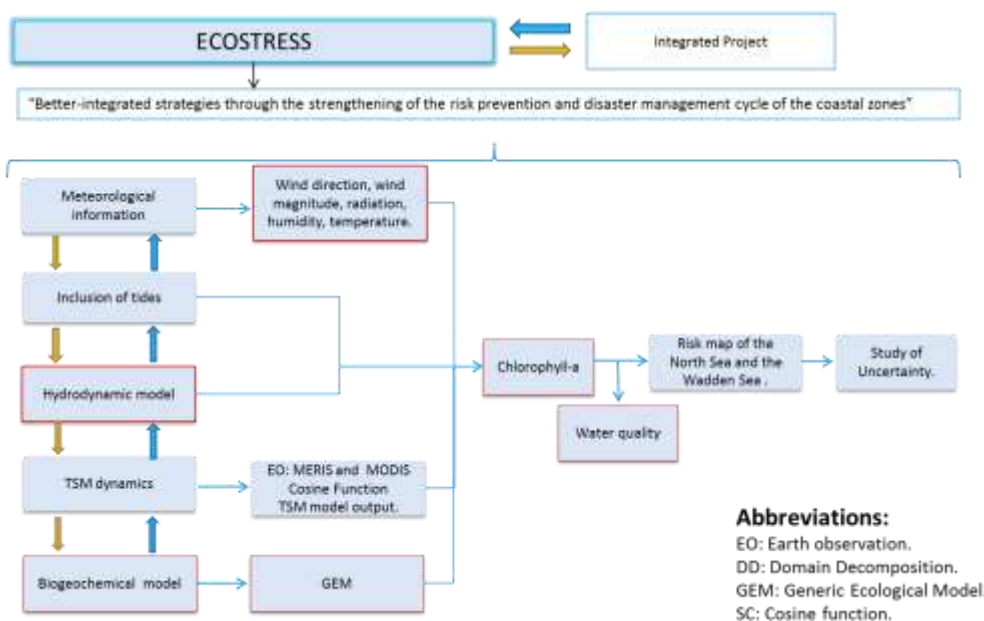 ECOSTRESS
Integrated Project
"Better-integrated strategies through the strengthening of the risk prevention and disaster management cycle of the coastal zones"
Meteorological
information
Wind direction, wind
magnitude, radiation,
humidity, temperature.
Inclusion of tides
Hydrodynamic model
Chlorophyll-a
Risk map of the
North Sea and the
Wadden Sea .
Study of
Uncertainty.
Water quality
TSM dynamics
EO: MERIS and MODIS
Cosine Function
TSM model output.
Biogeochemical model
GEM
Abbreviations:
EO: Earth observation.
DD: Domain Decomposition.
GEM: Generic Ecological Model
SC: Cosine function.